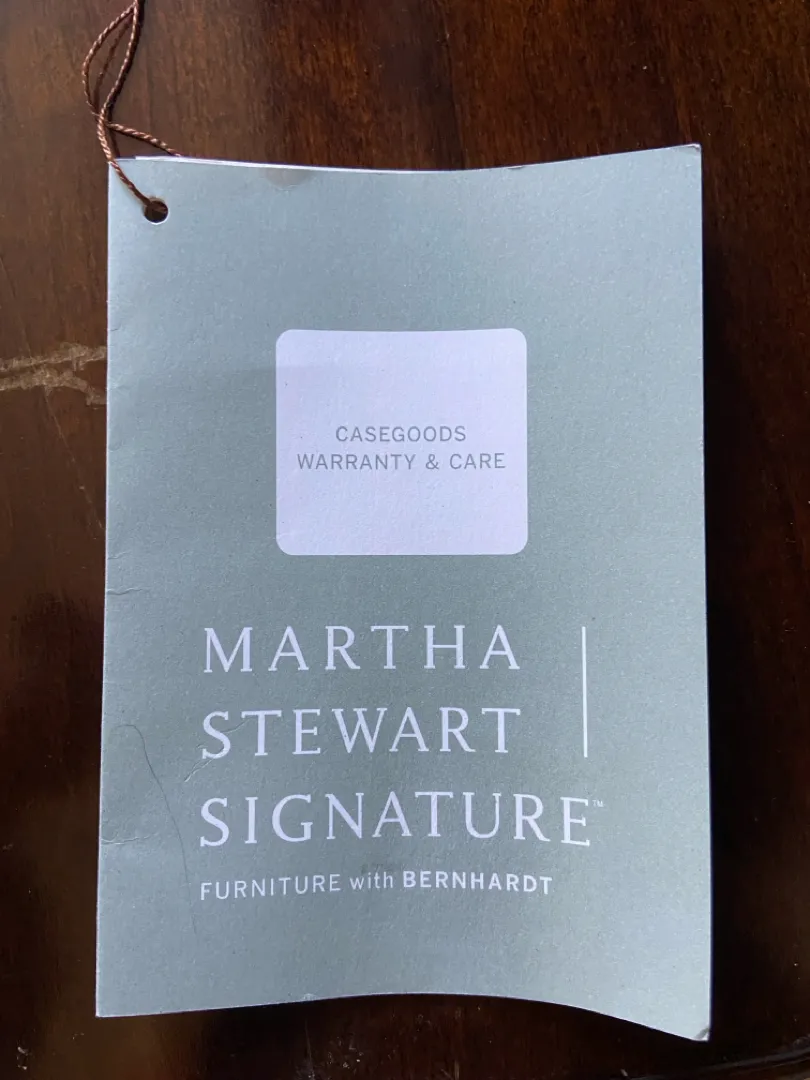 CASEGOODS
WARRANTY & CARE
MARTHA
STEWART
SIGNATURE™
FURNITURE with BERNHARDT